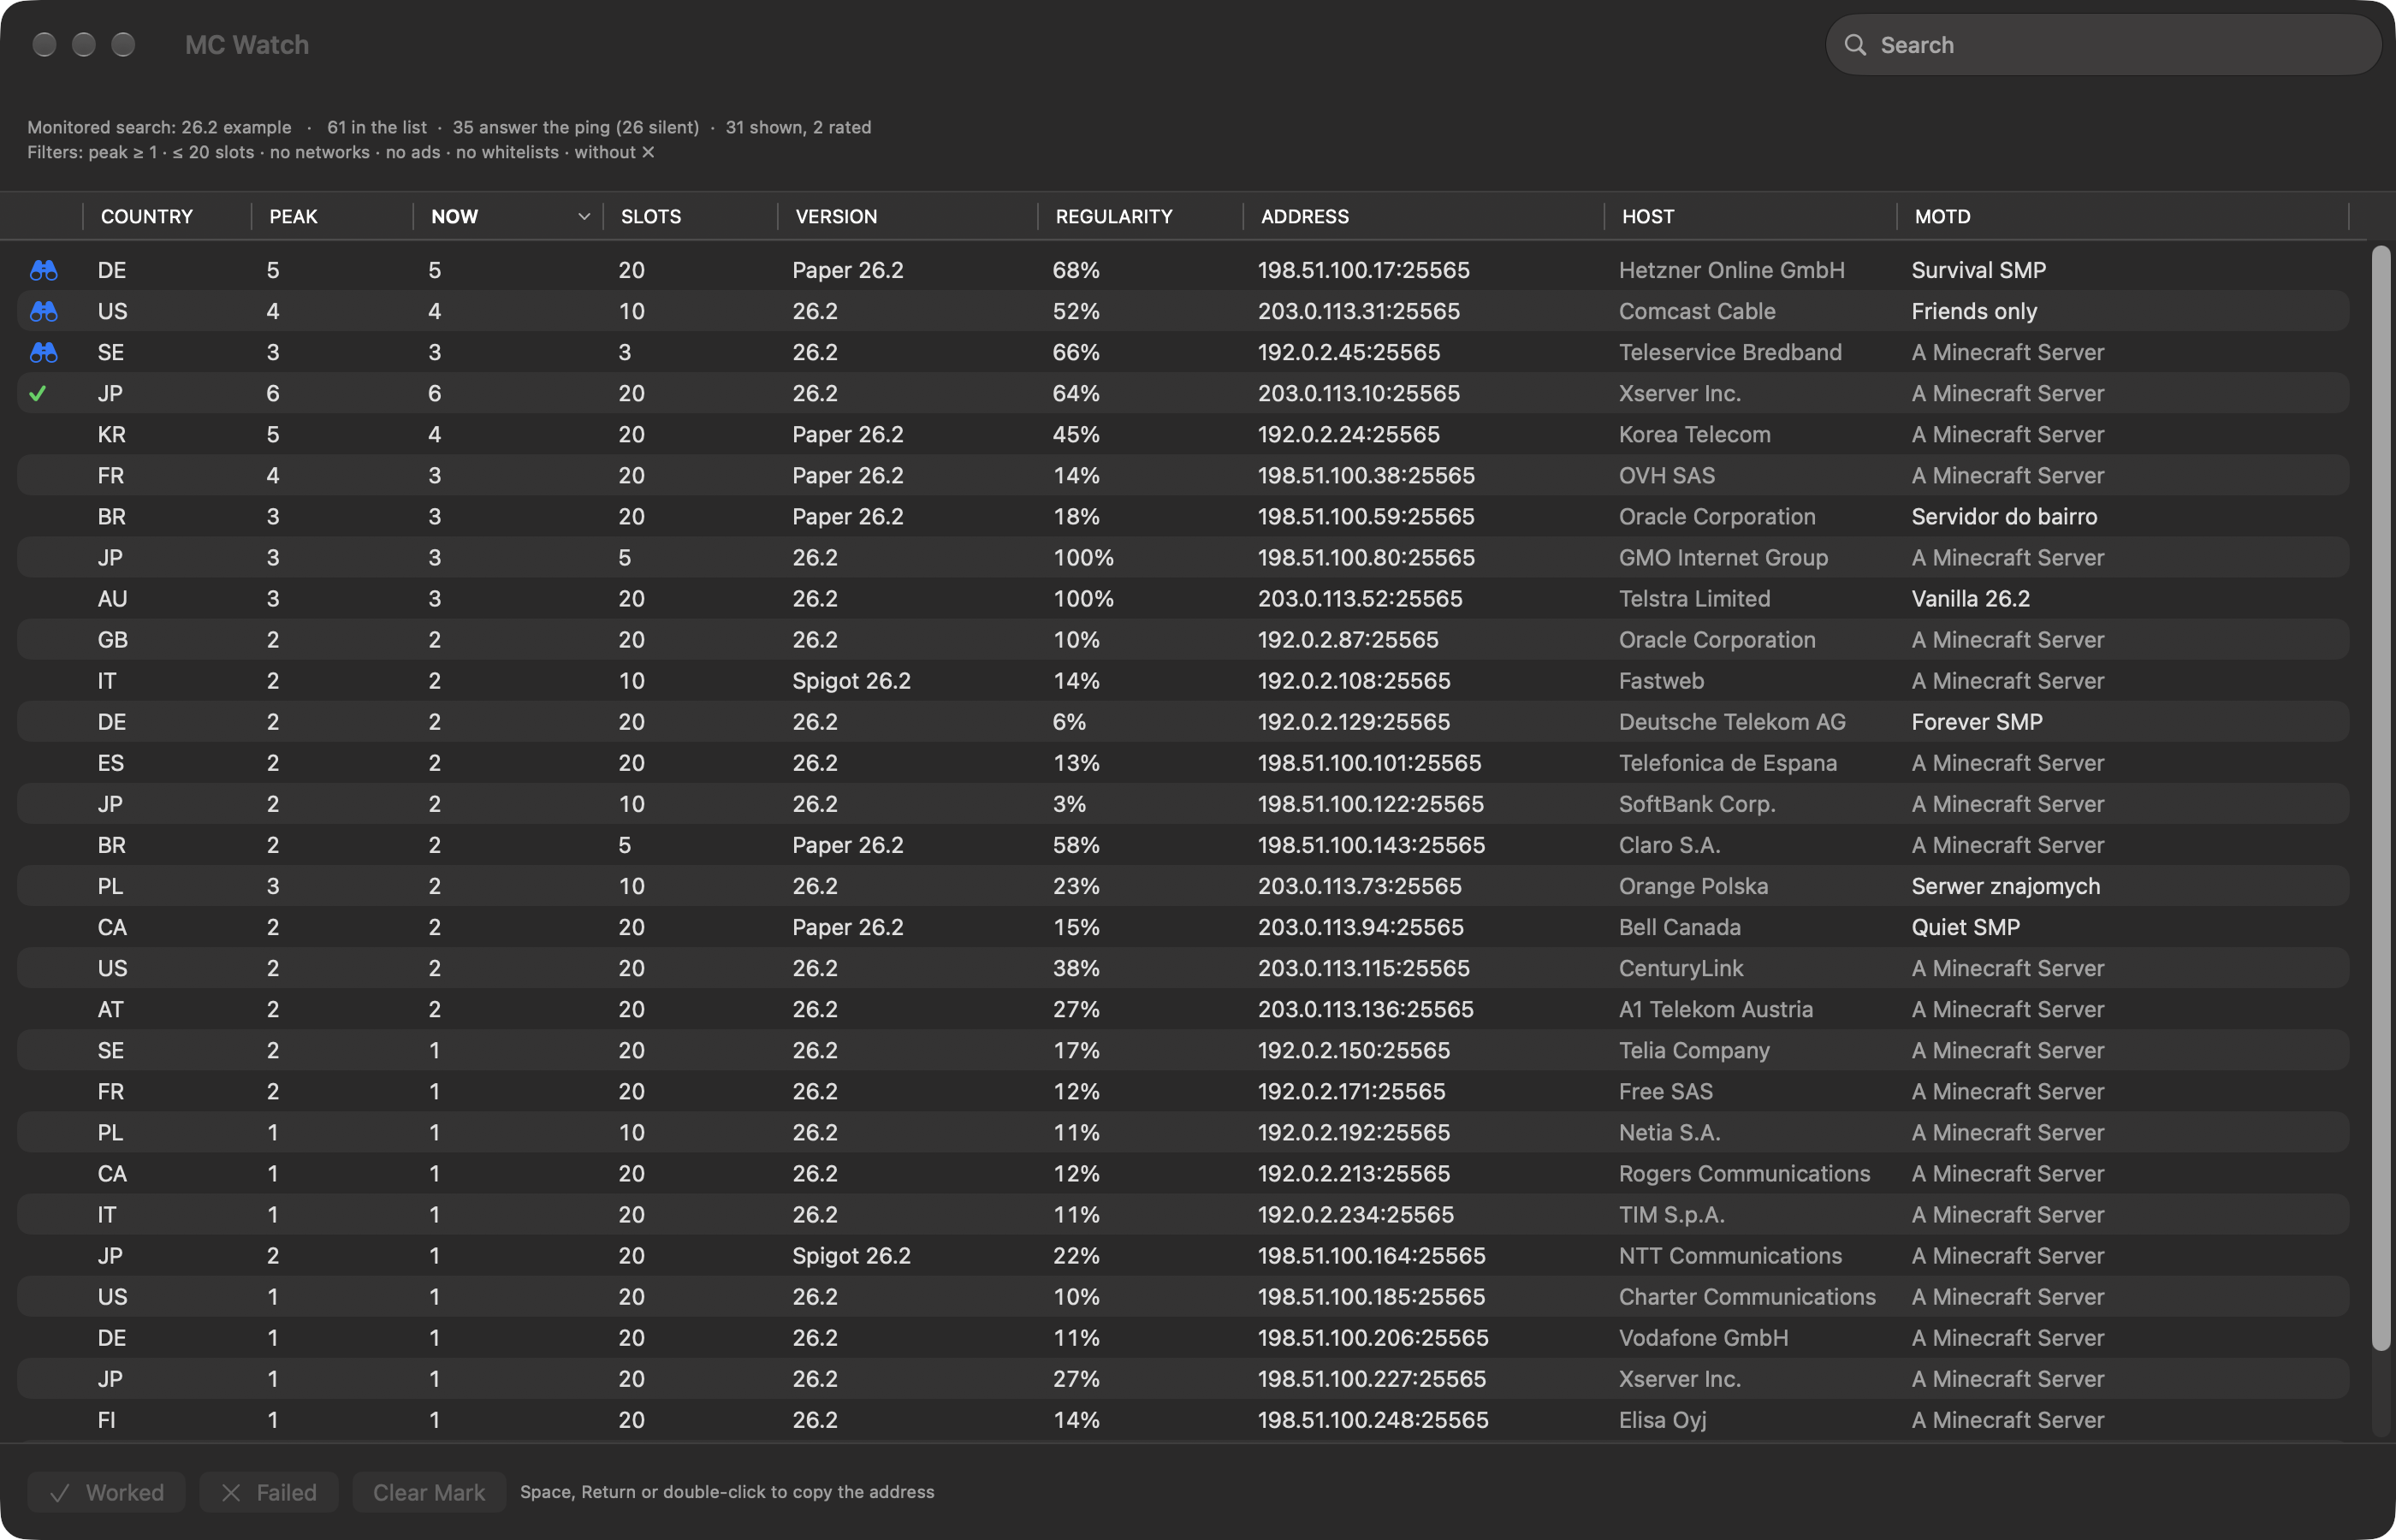 MC Watch
Search
Monitored search: 26.2 example · 61 in the list · 35 answer the ping (26 silent) · 31 shown, 2 rated
Filters: peak ≥ 1 · ≤ 20 slots · no networks · no ads · no whitelists · without ✕
COUNTRY PEAK NOW SLOTS VERSION REGULARITY ADDRESS HOST MOTD
DE 5 5 20 Paper 26.2 68% 198.51.100.17:25565 Hetzner Online GmbH Survival SMP
US 4 4 10 26.2 52% 203.0.113.31:25565 Comcast Cable Friends only
SE 3 3 3 26.2 66% 192.0.2.45:25565 Teleservice Bredband A Minecraft Server
JP 6 6 20 26.2 64% 203.0.113.10:25565 Xserver Inc. A Minecraft Server
KR 5 4 20 Paper 26.2 45% 192.0.2.24:25565 Korea Telecom A Minecraft Server
FR 4 3 20 Paper 26.2 14% 198.51.100.38:25565 OVH SAS A Minecraft Server
BR 3 3 20 Paper 26.2 18% 198.51.100.59:25565 Oracle Corporation Servidor do bairro
JP 3 3 5 26.2 100% 198.51.100.80:25565 GMO Internet Group A Minecraft Server
AU 3 3 20 26.2 100% 203.0.113.52:25565 Telstra Limited Vanilla 26.2
GB 2 2 20 26.2 10% 192.0.2.87:25565 Oracle Corporation A Minecraft Server
IT 2 2 10 Spigot 26.2 14% 192.0.2.108:25565 Fastweb A Minecraft Server
DE 2 2 20 26.2 6% 192.0.2.129:25565 Deutsche Telekom AG Forever SMP
ES 2 2 20 26.2 13% 198.51.100.101:25565 Telefonica de Espana A Minecraft Server
JP 2 2 10 26.2 3% 198.51.100.122:25565 SoftBank Corp. A Minecraft Server
BR 2 2 5 Paper 26.2 58% 198.51.100.143:25565 Claro S.A. A Minecraft Server
PL 3 2 10 26.2 23% 203.0.113.73:25565 Orange Polska Serwer znajomych
CA 2 2 20 Paper 26.2 15% 203.0.113.94:25565 Bell Canada Quiet SMP
US 2 2 20 26.2 38% 203.0.113.115:25565 CenturyLink A Minecraft Server
AT 2 2 20 26.2 27% 203.0.113.136:25565 A1 Telekom Austria A Minecraft Server
SE 2 1 20 26.2 17% 192.0.2.150:25565 Telia Company A Minecraft Server
FR 2 1 20 26.2 12% 192.0.2.171:25565 Free SAS A Minecraft Server
PL 1 1 10 26.2 11% 192.0.2.192:25565 Netia S.A. A Minecraft Server
CA 1 1 20 26.2 12% 192.0.2.213:25565 Rogers Communications A Minecraft Server
IT 1 1 20 26.2 11% 192.0.2.234:25565 TIM S.p.A. A Minecraft Server
JP 2 1 20 Spigot 26.2 22% 198.51.100.164:25565 NTT Communications A Minecraft Server
US 1 1 20 26.2 10% 198.51.100.185:25565 Charter Communications A Minecraft Server
DE 1 1 20 26.2 11% 198.51.100.206:25565 Vodafone GmbH A Minecraft Server
JP 1 1 20 26.2 27% 198.51.100.227:25565 Xserver Inc. A Minecraft Server
FI 1 1 20 26.2 14% 198.51.100.248:25565 Elisa Oyj A Minecraft Server
Worked Failed Clear Mark Space, Return or double-click to copy the address